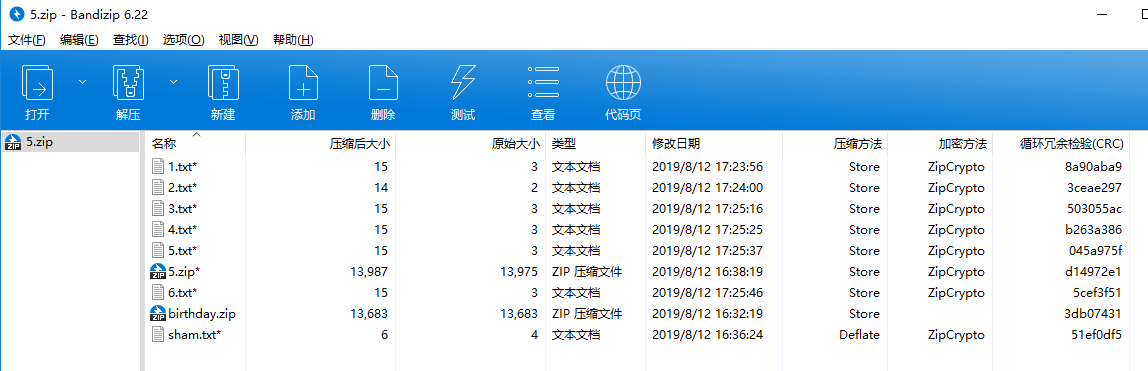 5.zip - Bandizip 6.22
文件(F) 编辑(E) 查找(I) 选项(O) 视图(V) 帮助(H)
打开 解压 新建 添加 删除 测试 查看 代码页
5.zip
名称 压缩后大小 原始大小 类型 修改日期 压缩方法 加密方法 循环冗余检验(CRC)
1.txt* 15 3 文本文档 2019/8/12 17:23:56 Store ZipCrypto 8a90aba9
2.txt* 14 2 文本文档 2019/8/12 17:24:00 Store ZipCrypto 3ceae297
3.txt* 15 3 文本文档 2019/8/12 17:25:16 Store ZipCrypto 503055ac
4.txt* 15 3 文本文档 2019/8/12 17:25:25 Store ZipCrypto b263a386
5.txt* 15 3 文本文档 2019/8/12 17:25:37 Store ZipCrypto 045a975f
5.zip* 13,987 13,975 ZIP 压缩文件 2019/8/12 16:38:19 Store ZipCrypto d14972e1
6.txt* 15 3 文本文档 2019/8/12 17:25:46 Store ZipCrypto 5cef3f51
birthday.zip 13,683 13,683 ZIP 压缩文件 2019/8/12 16:32:19 Store 3db07431
sham.txt* 6 4 文本文档 2019/8/12 16:36:24 Deflate ZipCrypto 51ef0df5